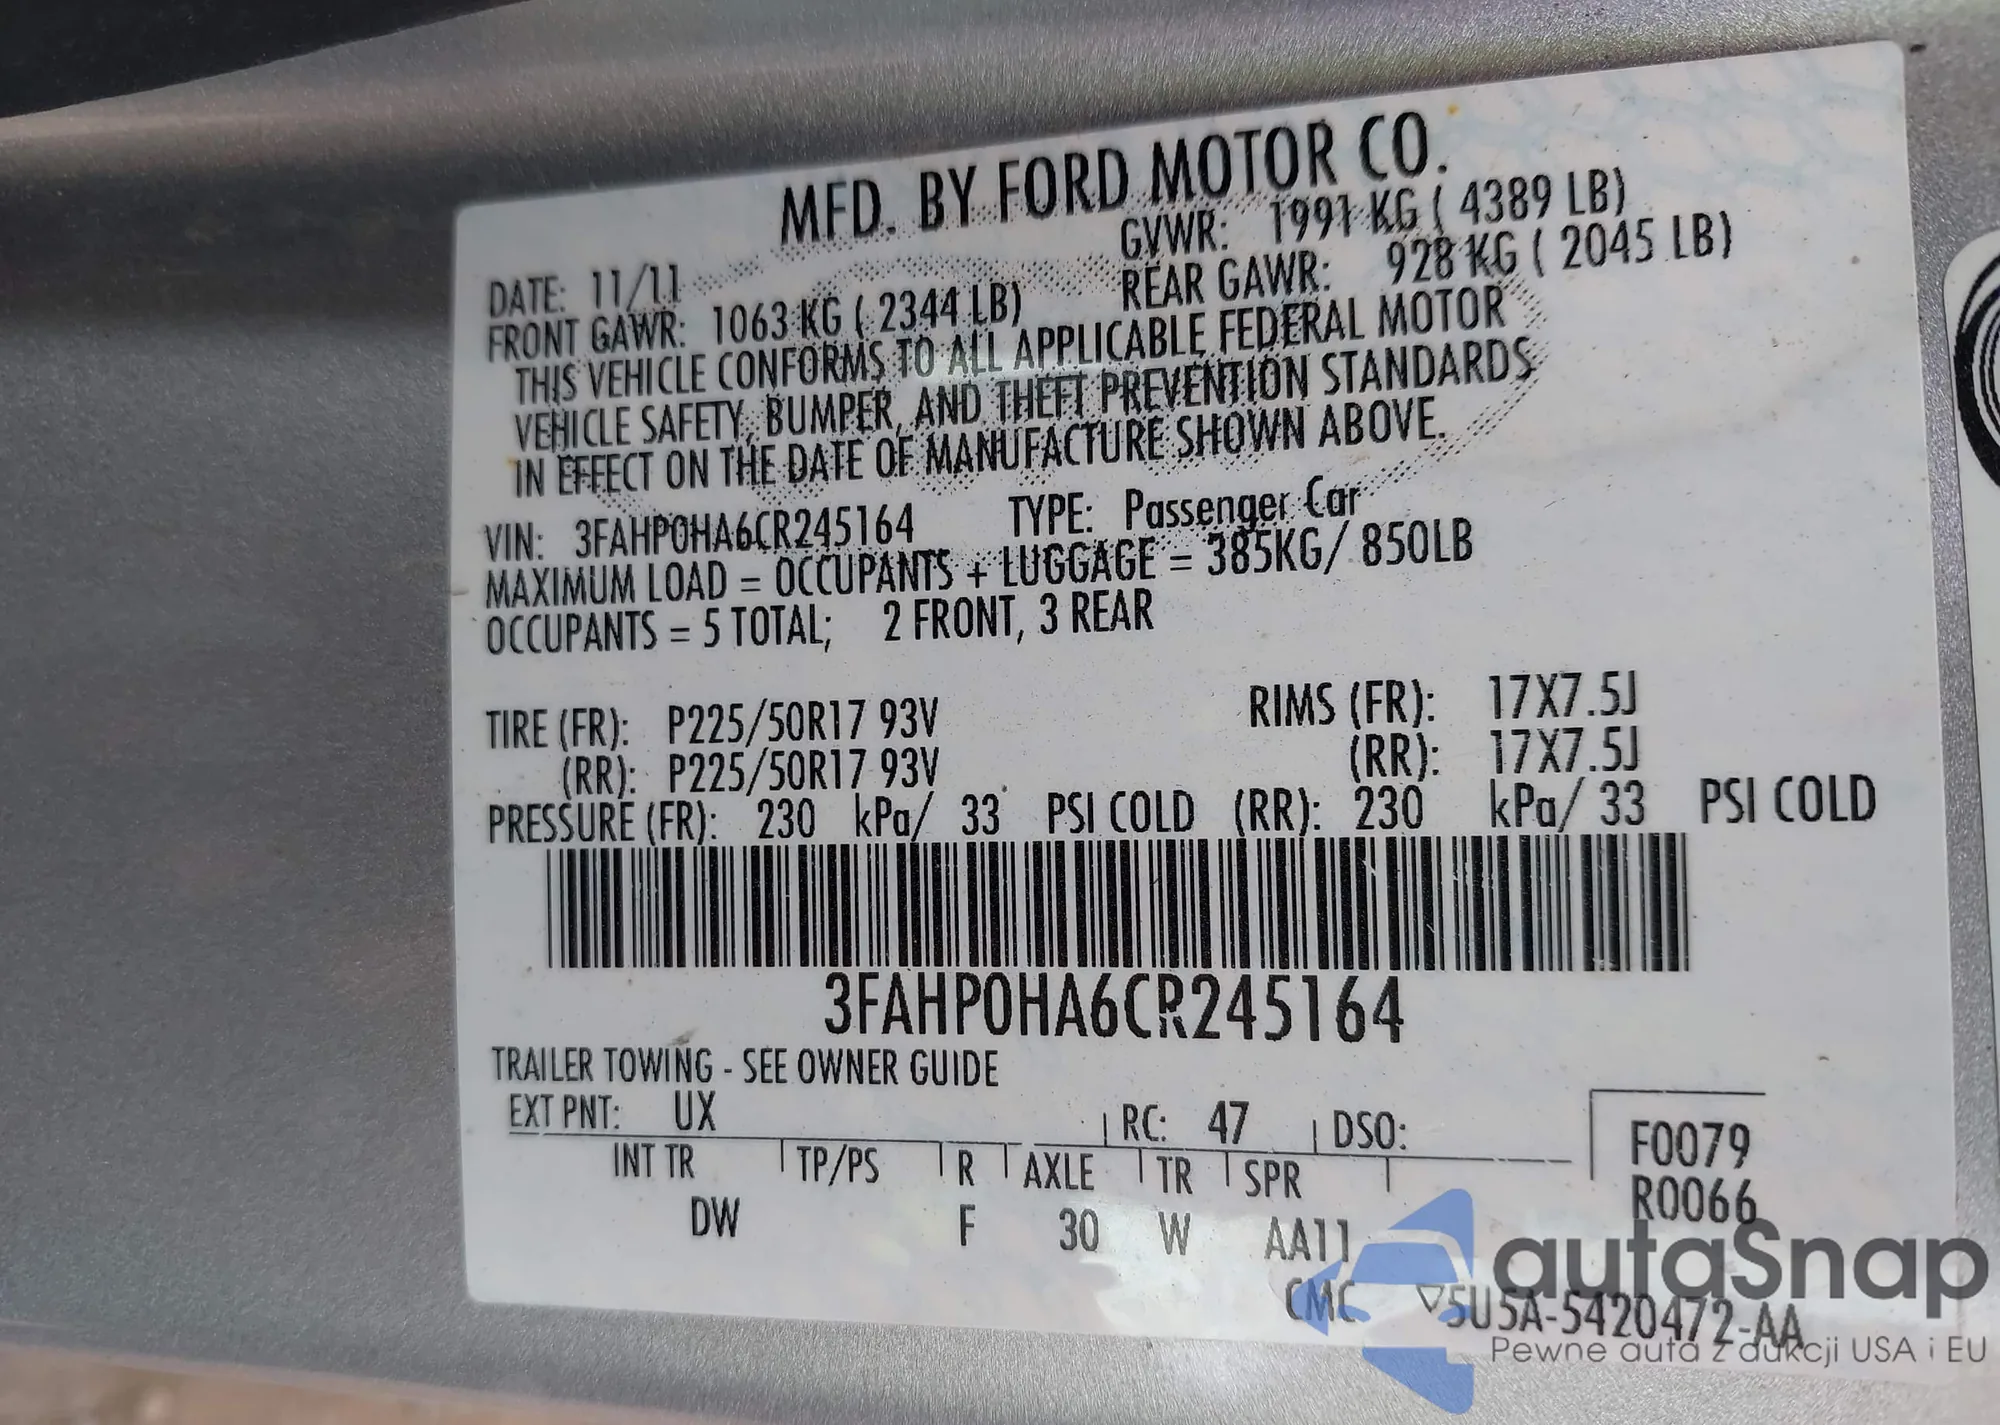 MFD. BY FORD MOTOR CO.
DATE: 11/11 GVWR: 1991 KG ( 4389 LB)
FRONT GAWR: 1063 KG ( 2344 LB) REAR GAWR: 928 KG ( 2045 LB)
THIS VEHICLE CONFORMS TO ALL APPLICABLE FEDERAL MOTOR
VEHICLE SAFETY, BUMPER, AND THEFT PREVENTION STANDARDS
IN EFFECT ON THE DATE OF MANUFACTURE SHOWN ABOVE.
VIN: 3FAHP0HA6CR245164 TYPE: Passenger Car
MAXIMUM LOAD = OCCUPANTS + LUGGAGE = 385KG/ 850LB
OCCUPANTS = 5 TOTAL; 2 FRONT, 3 REAR
TIRE (FR): P225/50R17 93V RIMS (FR): 17X7.5J
(RR): P225/50R17 93V (RR): 17X7.5J
PRESSURE (FR): 230 kPa/ 33 PSI COLD (RR): 230 kPa/ 33 PSI COLD
3FAHP0HA6CR245164
TRAILER TOWING - SEE OWNER GUIDE
EXT PNT: UX RC: 47 DSO: F0079
INT TR TP/PS R AXLE TR SPR R0066
DW F 30 W AA11
CMC ▽5U5A-5420472-AA
autaSnap
Pewne auta z aukcji USA i EU